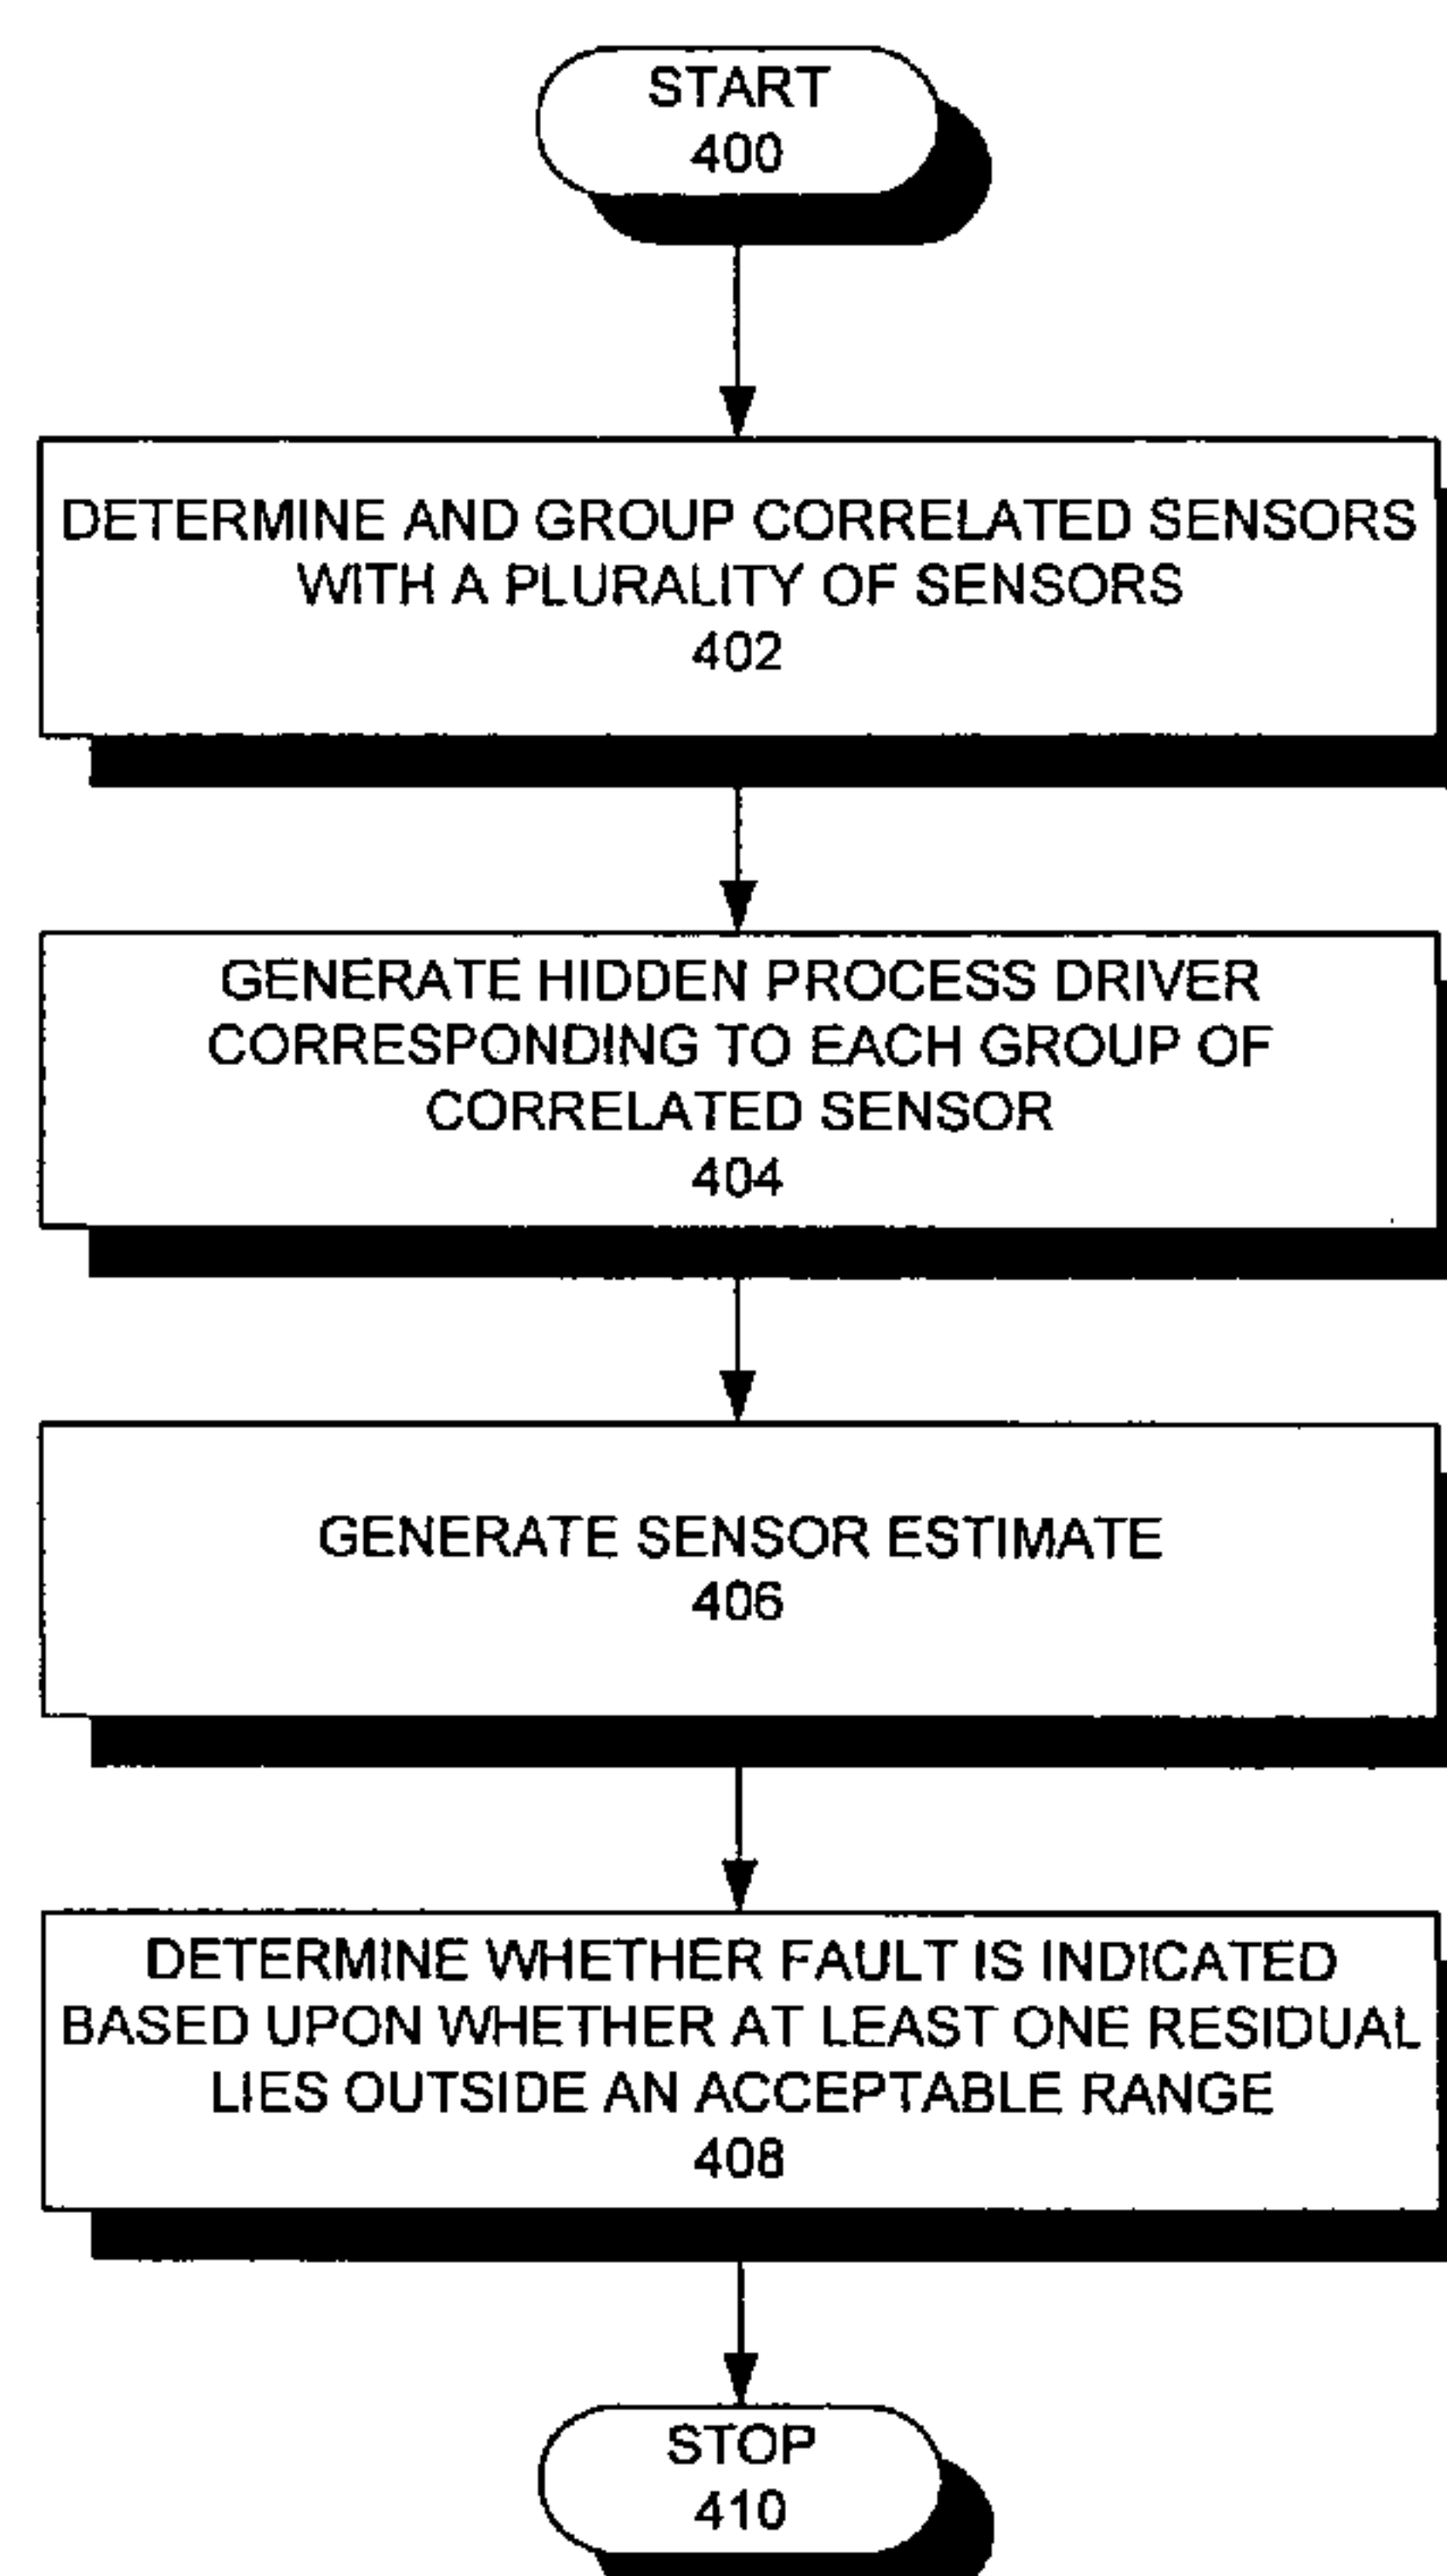 START
400
DETERMINE AND GROUP CORRELATED SENSORS
WITH A PLURALITY OF SENSORS
402
GENERATE HIDDEN PROCESS DRIVER
CORRESPONDING TO EACH GROUP OF
CORRELATED SENSOR
404
GENERATE SENSOR ESTIMATE
406
DETERMINE WHETHER FAULT IS INDICATED
BASED UPON WHETHER AT LEAST ONE RESIDUAL
LIES OUTSIDE AN ACCEPTABLE RANGE
408
STOP
410